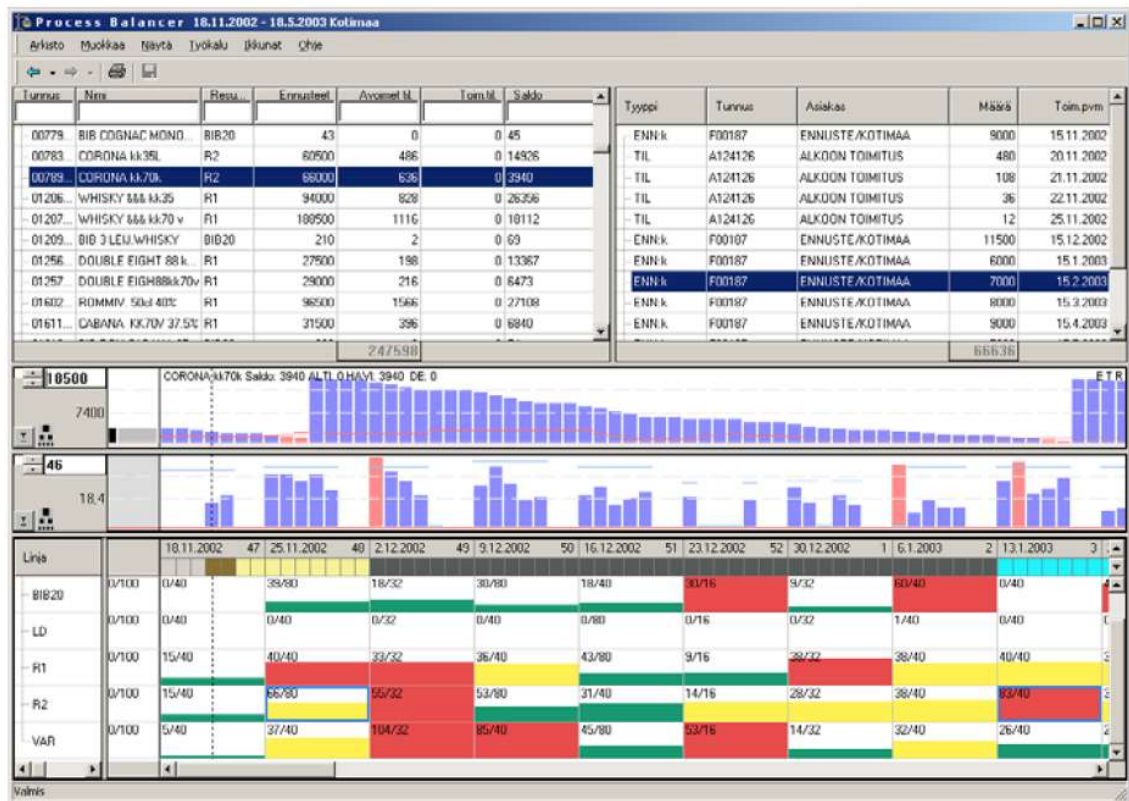 Process Balancer 18.11.2002 - 18.5.2003 Kotimaa
Arkisto Muokkaa Näytä Työkalu Ikkunat Ohje
Tunnus Nimi Resu... Ennusteet Avoimet til. Toim.til. Saldo
00779... BIB COGNAC MONO... BIB20 43 0 0 45
00783... CORONA kk35L R2 60500 486 0 14926
00789... CORONA kk70k R2 66000 636 0 3940
01206... WHISKY &&& kk35 R1 94000 828 0 26356
01207... WHISKY &&& kk70 v R1 188500 1116 0 18112
01209... BIB 3 LEIJ.WHISKY BIB20 210 2 0 69
01256... DOUBLE EIGHT 88 k... R1 27500 198 0 13367
01257... DOUBLE EIGH88kk70v R1 29000 216 0 6473
01602... ROMMIV. 50cl 40% R1 96500 1566 0 27108
01611... CABANA KK70V 37.5% R1 31500 396 0 6840
247598
Tyyppi Tunnus Asiakas Määrä Toim.pvm
ENN:k F00187 ENNUSTE/KOTIMAA 9000 15.11.2002
TIL A124126 ALKOON TOIMITUS 480 20.11.2002
TIL A124126 ALKOON TOIMITUS 108 21.11.2002
TIL A124126 ALKOON TOIMITUS 36 22.11.2002
TIL A124126 ALKOON TOIMITUS 12 25.11.2002
ENN:k F00187 ENNUSTE/KOTIMAA 11500 15.12.2002
ENN:k F00187 ENNUSTE/KOTIMAA 6000 15.1.2003
ENN:k F00187 ENNUSTE/KOTIMAA 7000 15.2.2003
ENN:k F00187 ENNUSTE/KOTIMAA 8000 15.3.2003
ENN:k F00187 ENNUSTE/KOTIMAA 9000 15.4.2003
66636
18500 CORONA kk70k Saldo: 3940 ALTI: 0 HAVI: 3940 DE: 0 E T R
7400
46
18,4
Linja 18.11.2002 47 25.11.2002 48 2.12.2002 49 9.12.2002 50 16.12.2002 51 23.12.2002 52 30.12.2002 1 6.1.2003 2 13.1.2003 3
BIB20 0/100 0/40 39/80 18/32 30/80 18/40 30/16 9/32 60/40 0/40
LD 0/100 0/40 0/40 0/32 0/40 0/80 0/16 0/32 1/40 0/40
R1 0/100 15/40 40/40 33/32 36/40 43/80 9/16 38/32 38/40 40/40
R2 0/100 15/40 66/80 55/32 53/80 31/40 14/16 28/32 38/40 83/40
VAR 0/100 5/40 37/40 104/32 85/40 45/80 53/16 14/32 32/40 26/40
Valmis